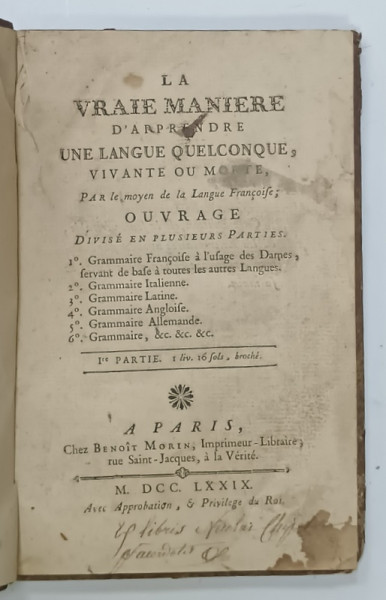 LA
VRAIE MANIERE
D'APPRENDRE
UNE LANGUE QUELCONQUE,
VIVANTE OU MORTE,
PAR le moyen de la Langue Françoiſe;
OUVRAGE
DIVISÉ EN PLUSIEURS PARTIES.
1°. Grammaire Françoiſe à l'uſage des Dames,
ſervant de baſe à toutes les autres Langues.
2°. Grammaire Italienne.
3°. Grammaire Latine.
4°. Grammaire Angloiſe.
5°. Grammaire Allemande.
6°. Grammaire, &c. &c. &c.
Ire PARTIE. 1 liv. 16 ſols, broché.
A PARIS,
Chez BENOÎT MORIN, Imprimeur-Libraire,
rue Saint-Jacques, à la Vérité.
M. DCC. LXXIX.
Avec Approbation, & Privilege du Roi.
libris Nicolai